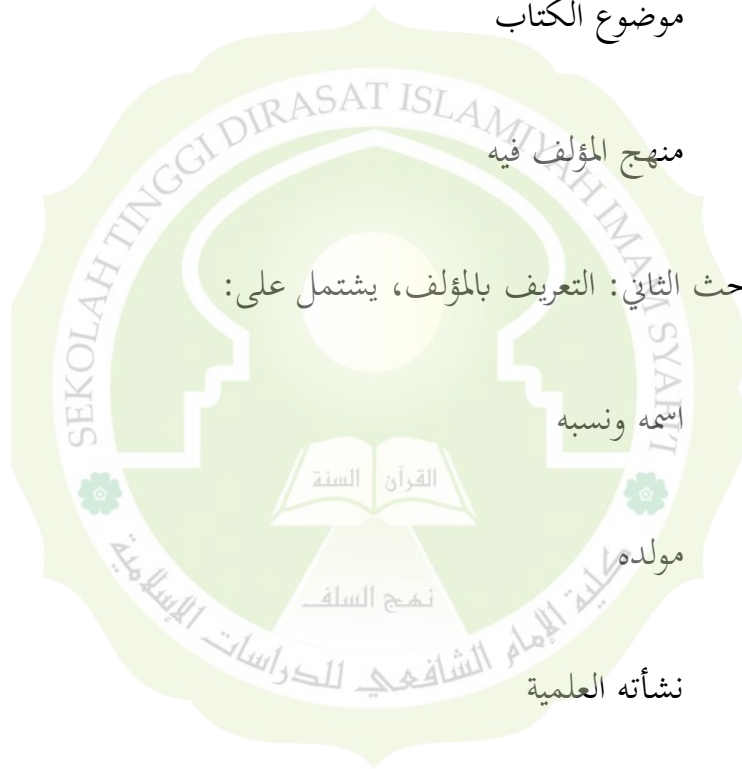 موضوع الكتاب
SEKOLAH TINGGI DIRASAT ISLAMIYAH IMAM SYAFI'I
منهج المؤلف فيه
حث الثاني: التعريف بالمؤلف، يشتمل على:
اسمه ونسبه
القرآن السنة
مولده
نهج السلف
كلية الإمام الشافعي للدراسات الإسلامية
نشأته العلمية